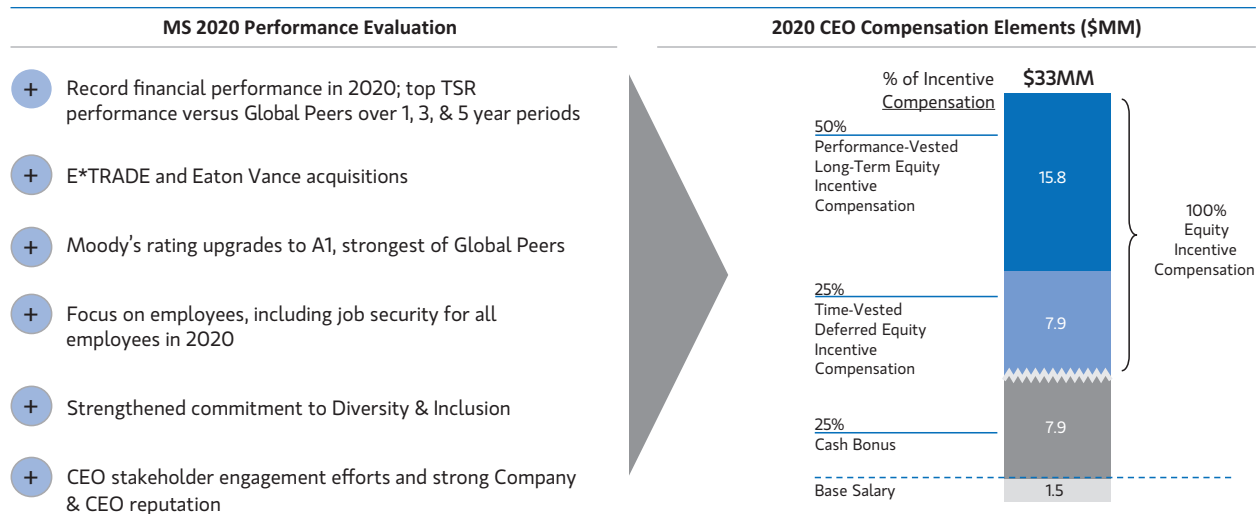 MS 2020 Performance Evaluation
+ Record financial performance in 2020; top TSR
performance versus Global Peers over 1, 3, & 5 year periods
+ E*TRADE and Eaton Vance acquisitions
+ Moody's rating upgrades to A1, strongest of Global Peers
+ Focus on employees, including job security for all
employees in 2020
+ Strengthened commitment to Diversity & Inclusion
+ CEO stakeholder engagement efforts and strong Company
& CEO reputation
2020 CEO Compensation Elements ($MM)
% of Incentive
Compensation
$33MM
50%
Performance-Vested
Long-Term Equity
Incentive
Compensation
15.8
25%
Time-Vested
Deferred Equity
Incentive
Compensation
7.9
100%
Equity
Incentive
Compensation
25%
Cash Bonus
7.9
Base Salary
1.5